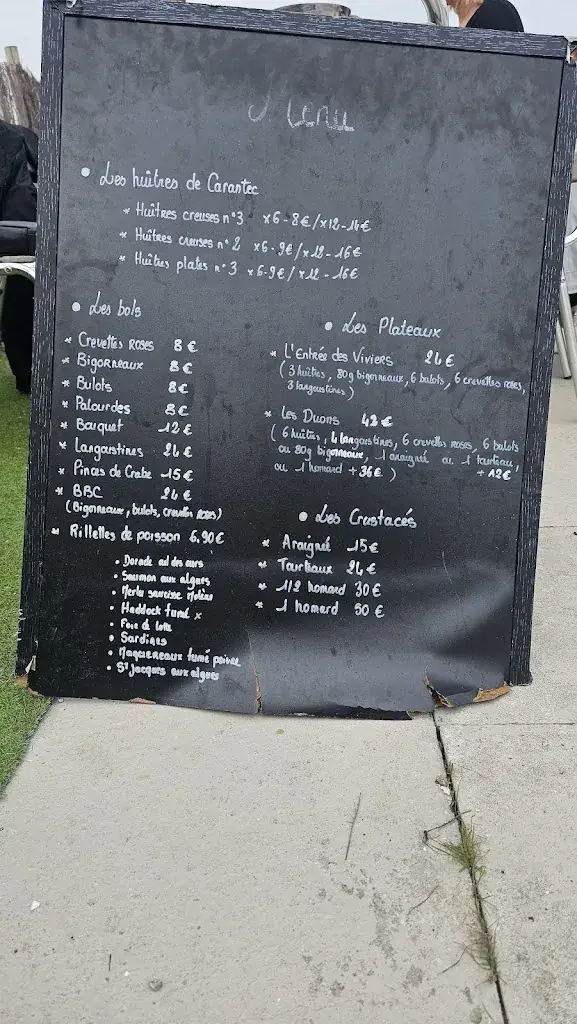 Menu
• Les huîtres de Carantec
* Huîtres creuses n°3 x6-8€/x12-14€
* Huîtres creuses n°2 x6-9€/x12-16€
* Huîtres plates n°3 x6-9€/x12-16€
• Les bols
* Crevettes roses 8€
* Bigorneaux 8€
* Bulots 8€
* Palourdes 8€
* Bouquet 12€
* Langoustines 24€
* Pinces de Crabe 15€
* BBC 24€
(Bigorneaux, bulots, crevettes roses)
* Rillettes de poisson 6,90€
• Dorade ail des ours
• Saumon aux algues
• Merlu saucisse Molène
• Haddock fumé x
• Foie de lotte
• Sardines
• Maquereaux fumé poivre
• St Jacques aux algues
• Les Plateaux
* L'Entrée des Viviers 24€
(3 huîtres, 80g bigorneaux, 6 bulots, 6 crevettes roses,
3 langoustines)
* Les Duons 42€
(6 huîtres, 4 langoustines, 6 crevettes roses, 6 bulots
ou 80g bigorneaux, 1 araignée ou 1 tourteau,
ou 1 homard +36€) +12€
• Les Crustacés
* Araignée 15€
* Tourteaux 24€
* 1/2 homard 30€
* 1 homard 50€